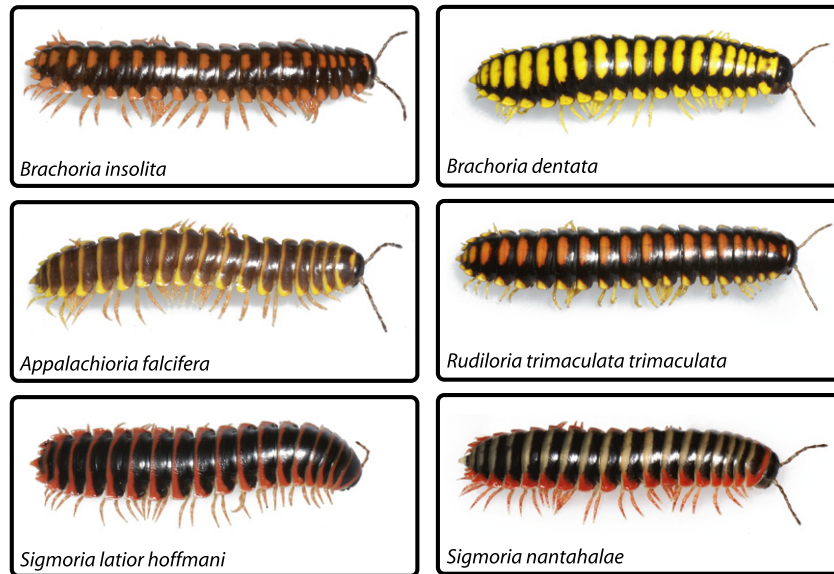 Brachoria insolita
Brachoria dentata
Appalachioria falcifera
Rudiloria trimaculata trimaculata
Sigmoria latior hoffmani
Sigmoria nantahalae